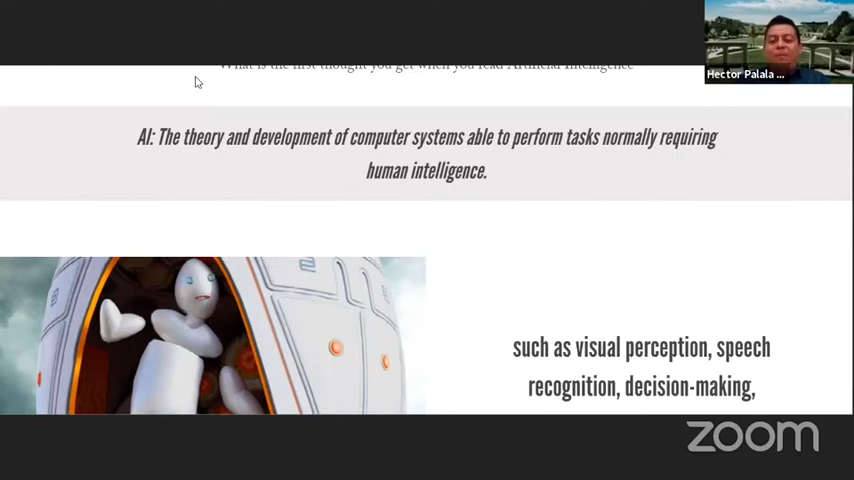 What is the first thought you get when you read Artificial Intelligence
Hector Palala ...
AI: The theory and development of computer systems able to perform tasks normally requiring
human intelligence.
such as visual perception, speech
recognition, decision-making,
zoom